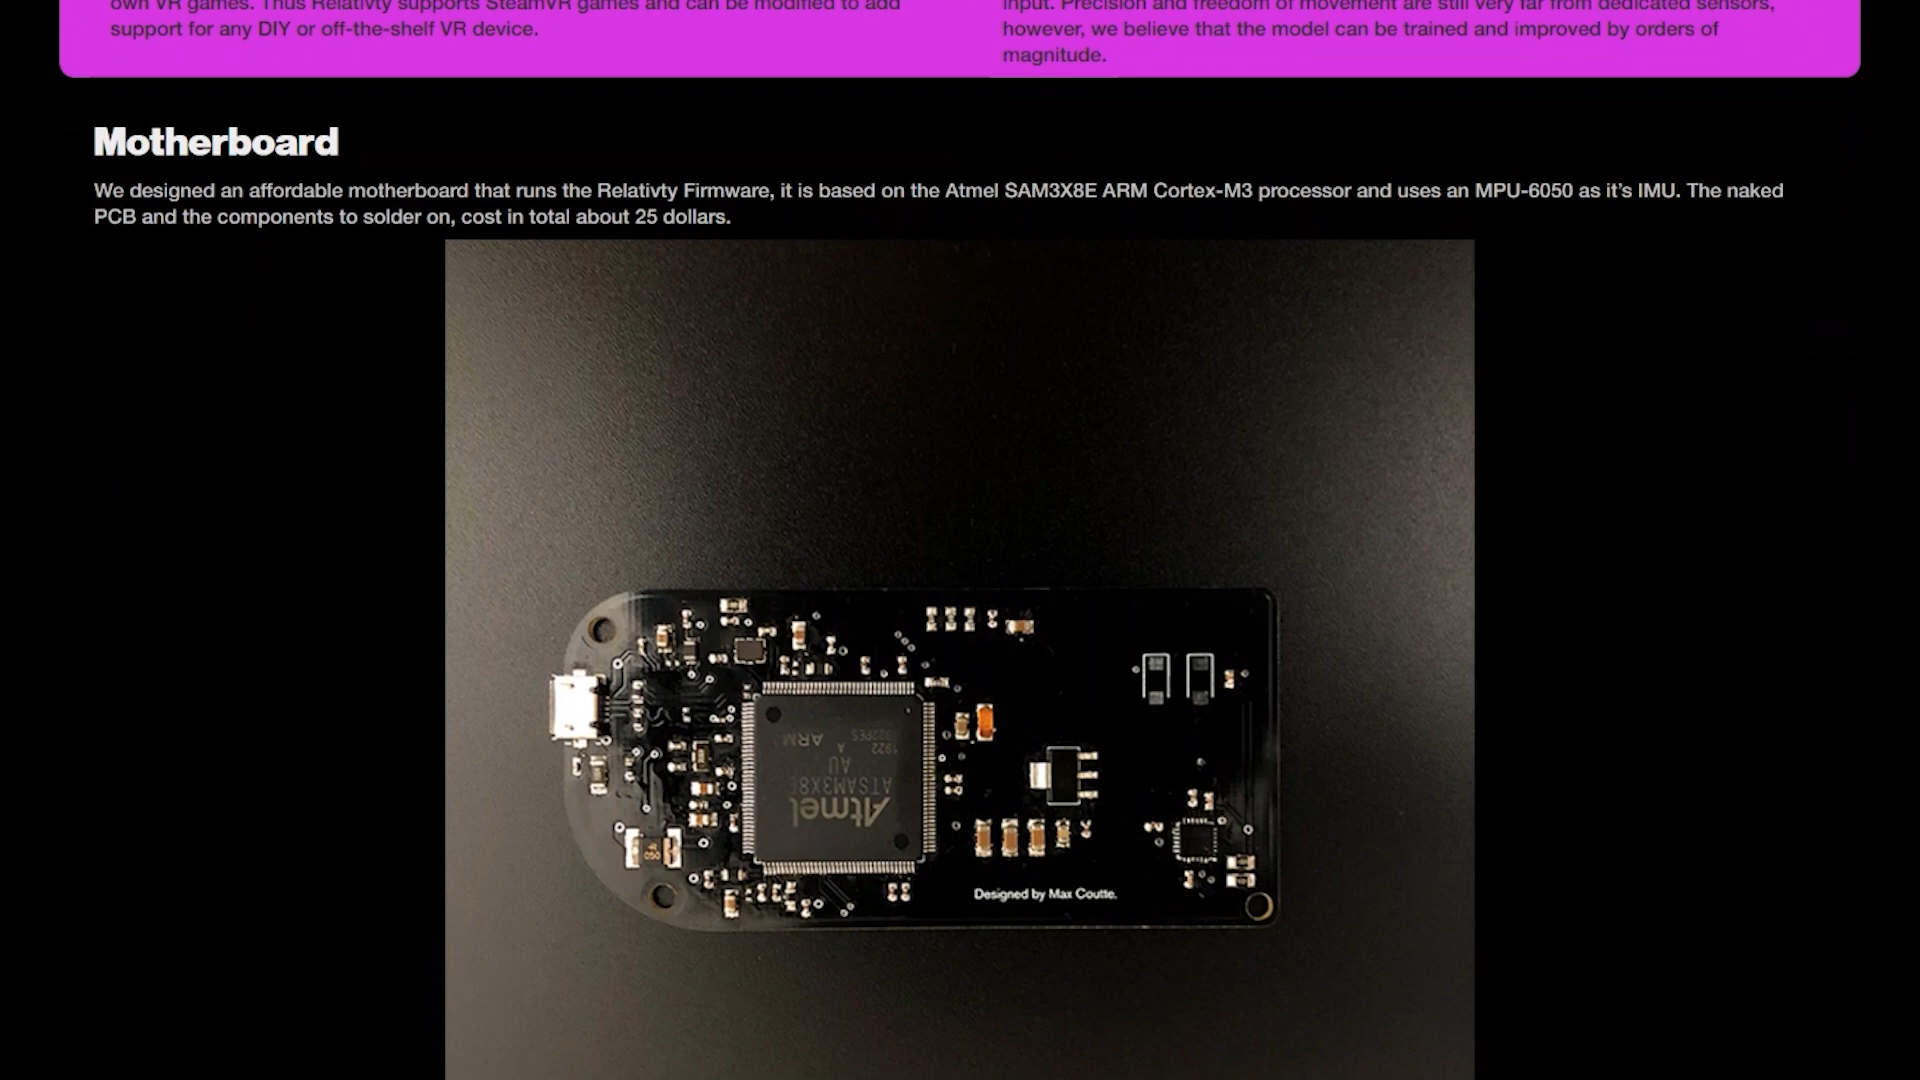 own VR games. Thus Relativty supports SteamVR games and can be modified to add
support for any DIY or off-the-shelf VR device.
input. Precision and freedom of movement are still very far from dedicated sensors,
however, we believe that the model can be trained and improved by orders of
magnitude.
Motherboard
We designed an affordable motherboard that runs the Relativty Firmware, it is based on the Atmel SAM3X8E ARM Cortex-M3 processor and uses an MPU-6050 as it's IMU. The naked
PCB and the components to solder on, cost in total about 25 dollars.
Atmel
ATSAM3X8E
AU
1922
ARM
050
Designed by Max Coutte.